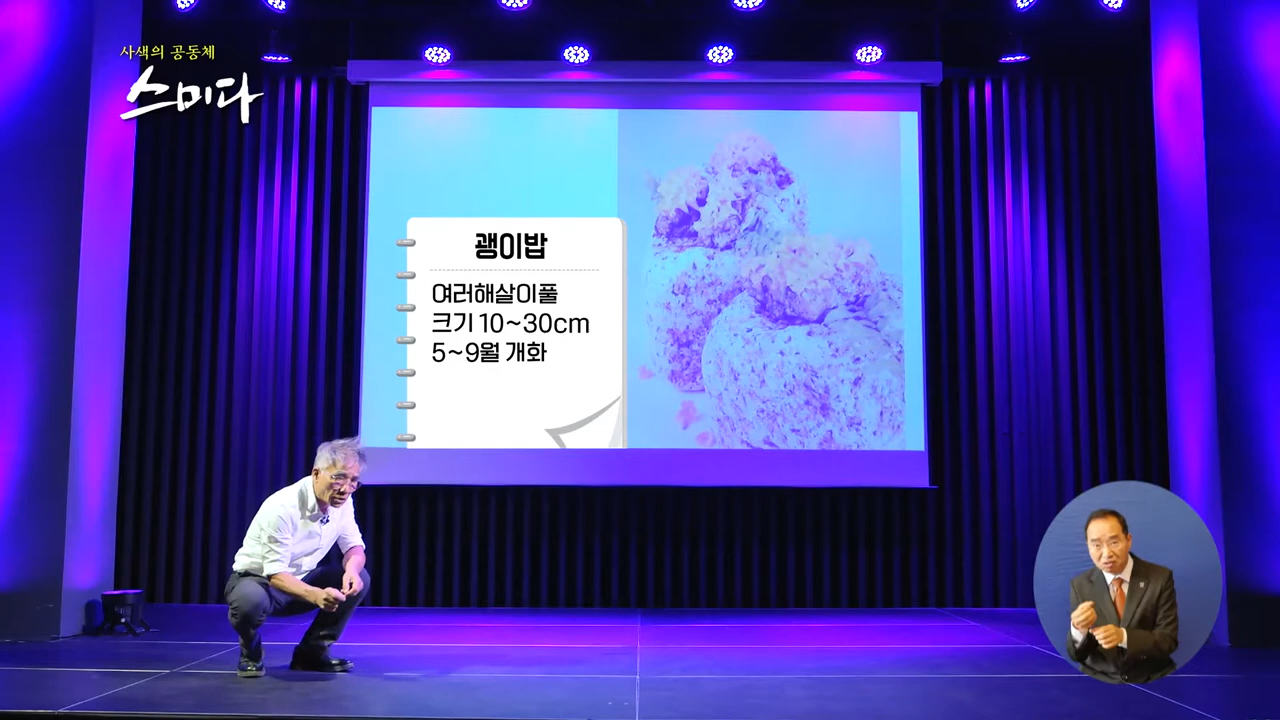 사색의 공동체
스미다
괭이밥
여러해살이풀
크기 10~30cm
5~9월 개화